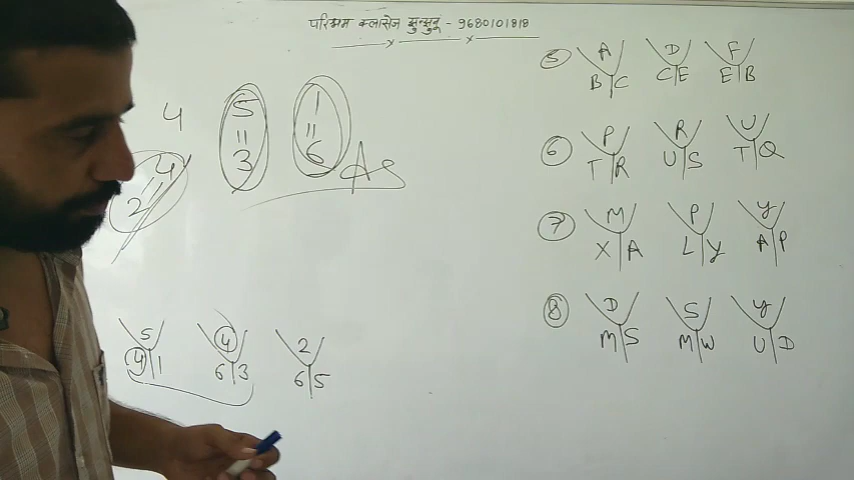 परिश्रम क्लासेज झुन्झुनू - 9680101818
4 5 1
4 = 2
= 3
= 6
As
5 4 2
4 | 1 6 | 3 6 | 5
5 A D F
B | C C | E E | B
6 P R U
T | R U | S T | Q
7 M P Y
X | A L | Y A | P
8 D S Y
M | S M | W U | D